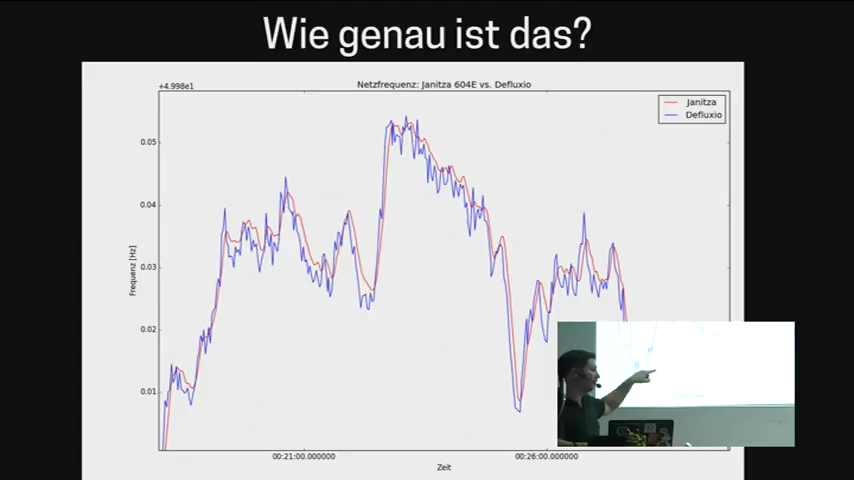 Wie genau ist das?
Netzfrequenz: Janitza 604E vs. Defluxio
+4.998e1
Janitza
Defluxio
0.05
0.04
0.03
0.02
0.01
Frequenz [Hz]
00:21:00.000000
00:26:00.000000
Zeit